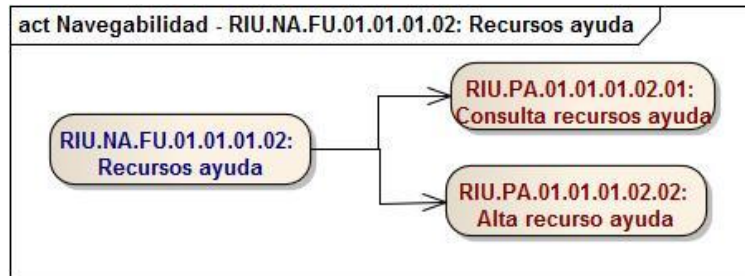 act Navegabilidad - RIU.NA.FU.01.01.01.02: Recursos ayuda
RIU.NA.FU.01.01.01.02:
Recursos ayuda
RIU.PA.01.01.01.02.01:
Consulta recursos ayuda
RIU.PA.01.01.01.02.02:
Alta recurso ayuda